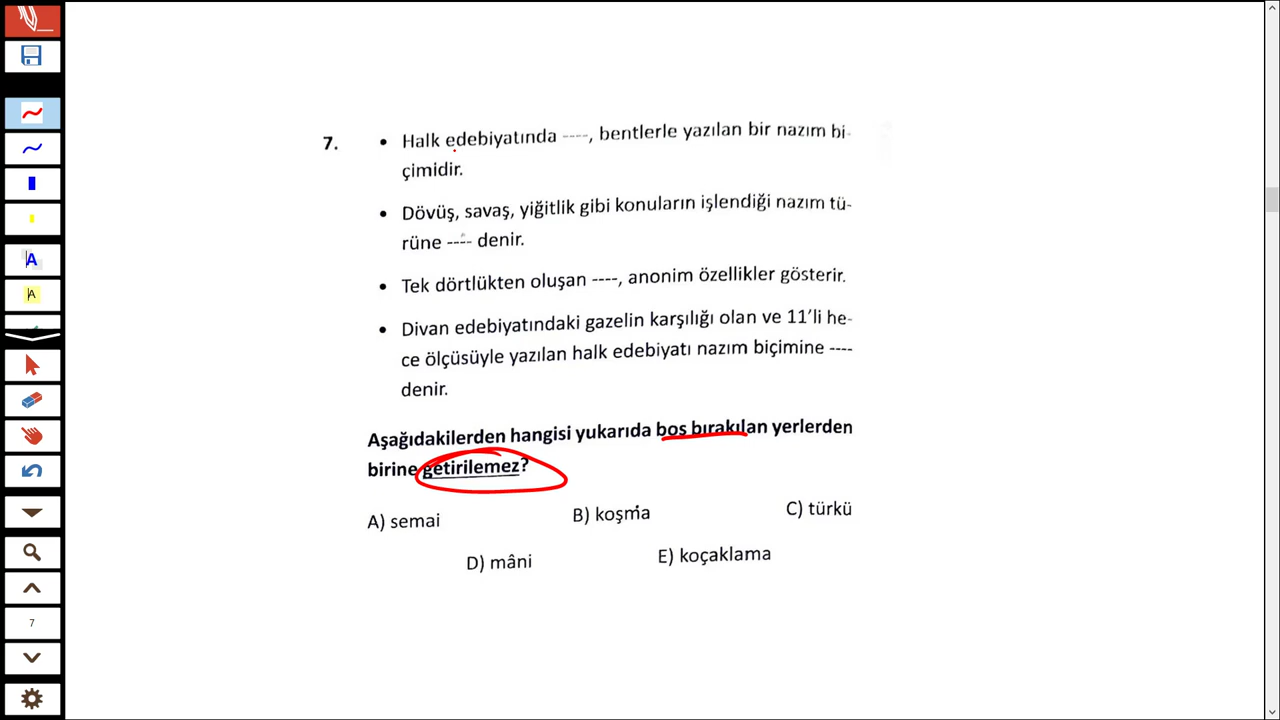 7. • Halk edebiyatında ----, bentlerle yazılan bir nazım bi-
çimidir.
• Dövüş, savaş, yiğitlik gibi konuların işlendiği nazım tü-
rüne ---- denir.
• Tek dörtlükten oluşan ----, anonim özellikler gösterir.
• Divan edebiyatındaki gazelin karşılığı olan ve 11'li he-
ce ölçüsüyle yazılan halk edebiyatı nazım biçimine ----
denir.
Aşağıdakilerden hangisi yukarıda boş bırakılan yerlerden
birine getirilemez?
A) semai B) koşma C) türkü
D) mâni E) koçaklama
A
A
7